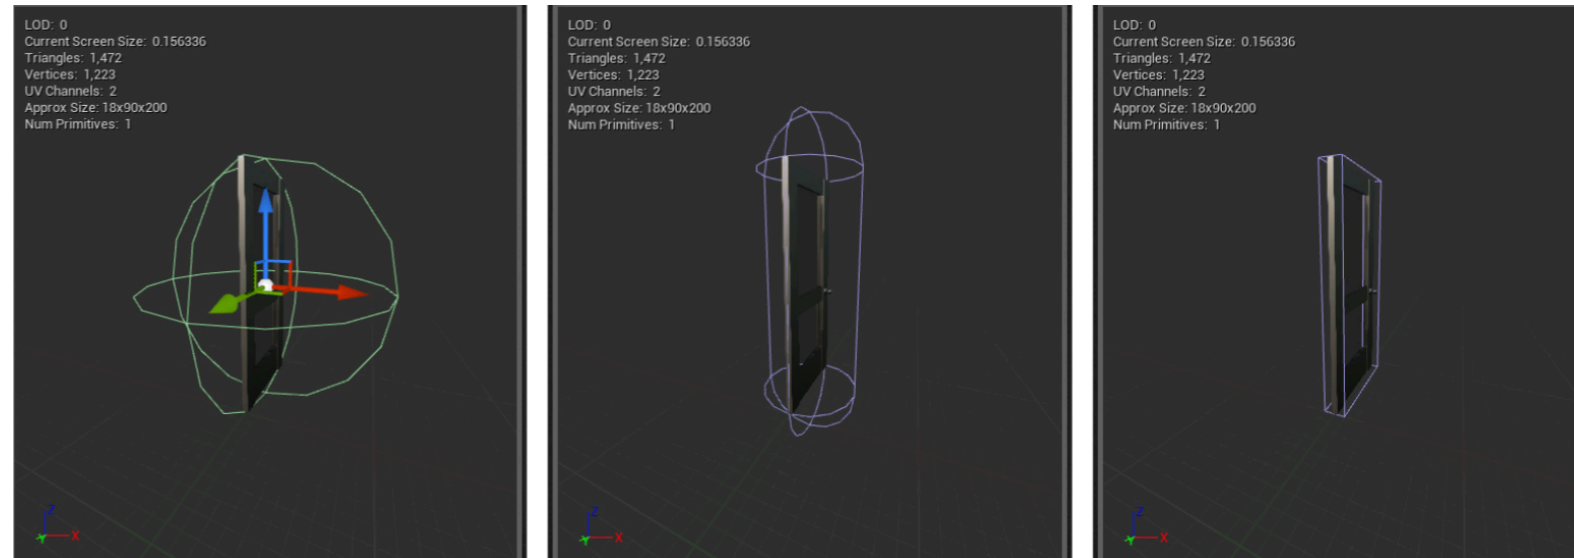 LOD: 0
Current Screen Size: 0.156336
Triangles: 1,472
Vertices: 1,223
UV Channels: 2
Approx Size: 18x90x200
Num Primitives: 1
Z
X
Y
LOD: 0
Current Screen Size: 0.156336
Triangles: 1,472
Vertices: 1,223
UV Channels: 2
Approx Size: 18x90x200
Num Primitives: 1
Z
X
Y
LOD: 0
Current Screen Size: 0.156336
Triangles: 1,472
Vertices: 1,223
UV Channels: 2
Approx Size: 18x90x200
Num Primitives: 1
Z
X
Y